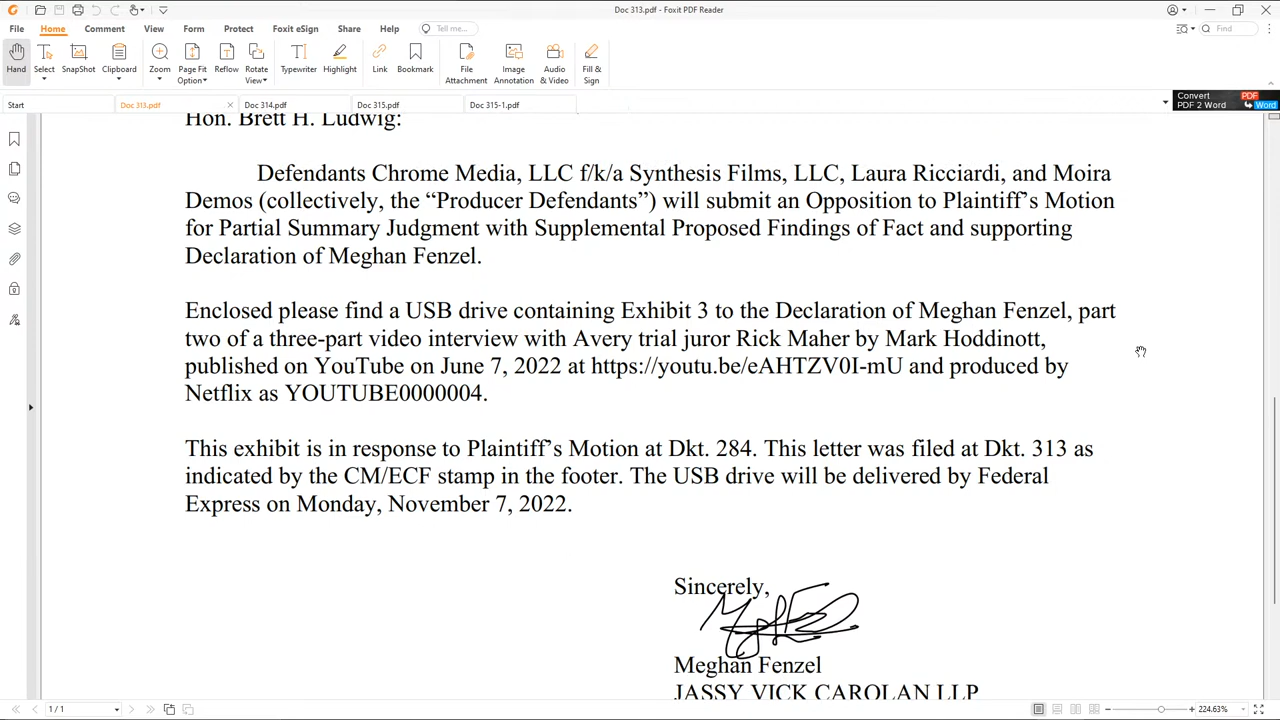 Doc 313.pdf - Foxit PDF Reader
File Home Comment View Form Protect Foxit eSign Share Help Tell me... Find
Hand Select SnapShot Clipboard Zoom Page Fit Option Reflow Rotate View Typewriter Highlight Link Bookmark File Attachment Image Annotation Audio & Video Fill & Sign
Start Doc 313.pdf Doc 314.pdf Doc 315.pdf Doc 315-1.pdf
Convert PDF
PDF 2 Word Word
Hon. Brett H. Ludwig:
Defendants Chrome Media, LLC f/k/a Synthesis Films, LLC, Laura Ricciardi, and Moira
Demos (collectively, the “Producer Defendants”) will submit an Opposition to Plaintiff’s Motion
for Partial Summary Judgment with Supplemental Proposed Findings of Fact and supporting
Declaration of Meghan Fenzel.
Enclosed please find a USB drive containing Exhibit 3 to the Declaration of Meghan Fenzel, part
two of a three-part video interview with Avery trial juror Rick Maher by Mark Hoddinott,
published on YouTube on June 7, 2022 at https://youtu.be/eAHTZV0I-mU and produced by
Netflix as YOUTUBE0000004.
This exhibit is in response to Plaintiff’s Motion at Dkt. 284. This letter was filed at Dkt. 313 as
indicated by the CM/ECF stamp in the footer. The USB drive will be delivered by Federal
Express on Monday, November 7, 2022.
Sincerely,
Meghan Fenzel
JASSY VICK CAROLAN LLP
1 / 1 224.63%